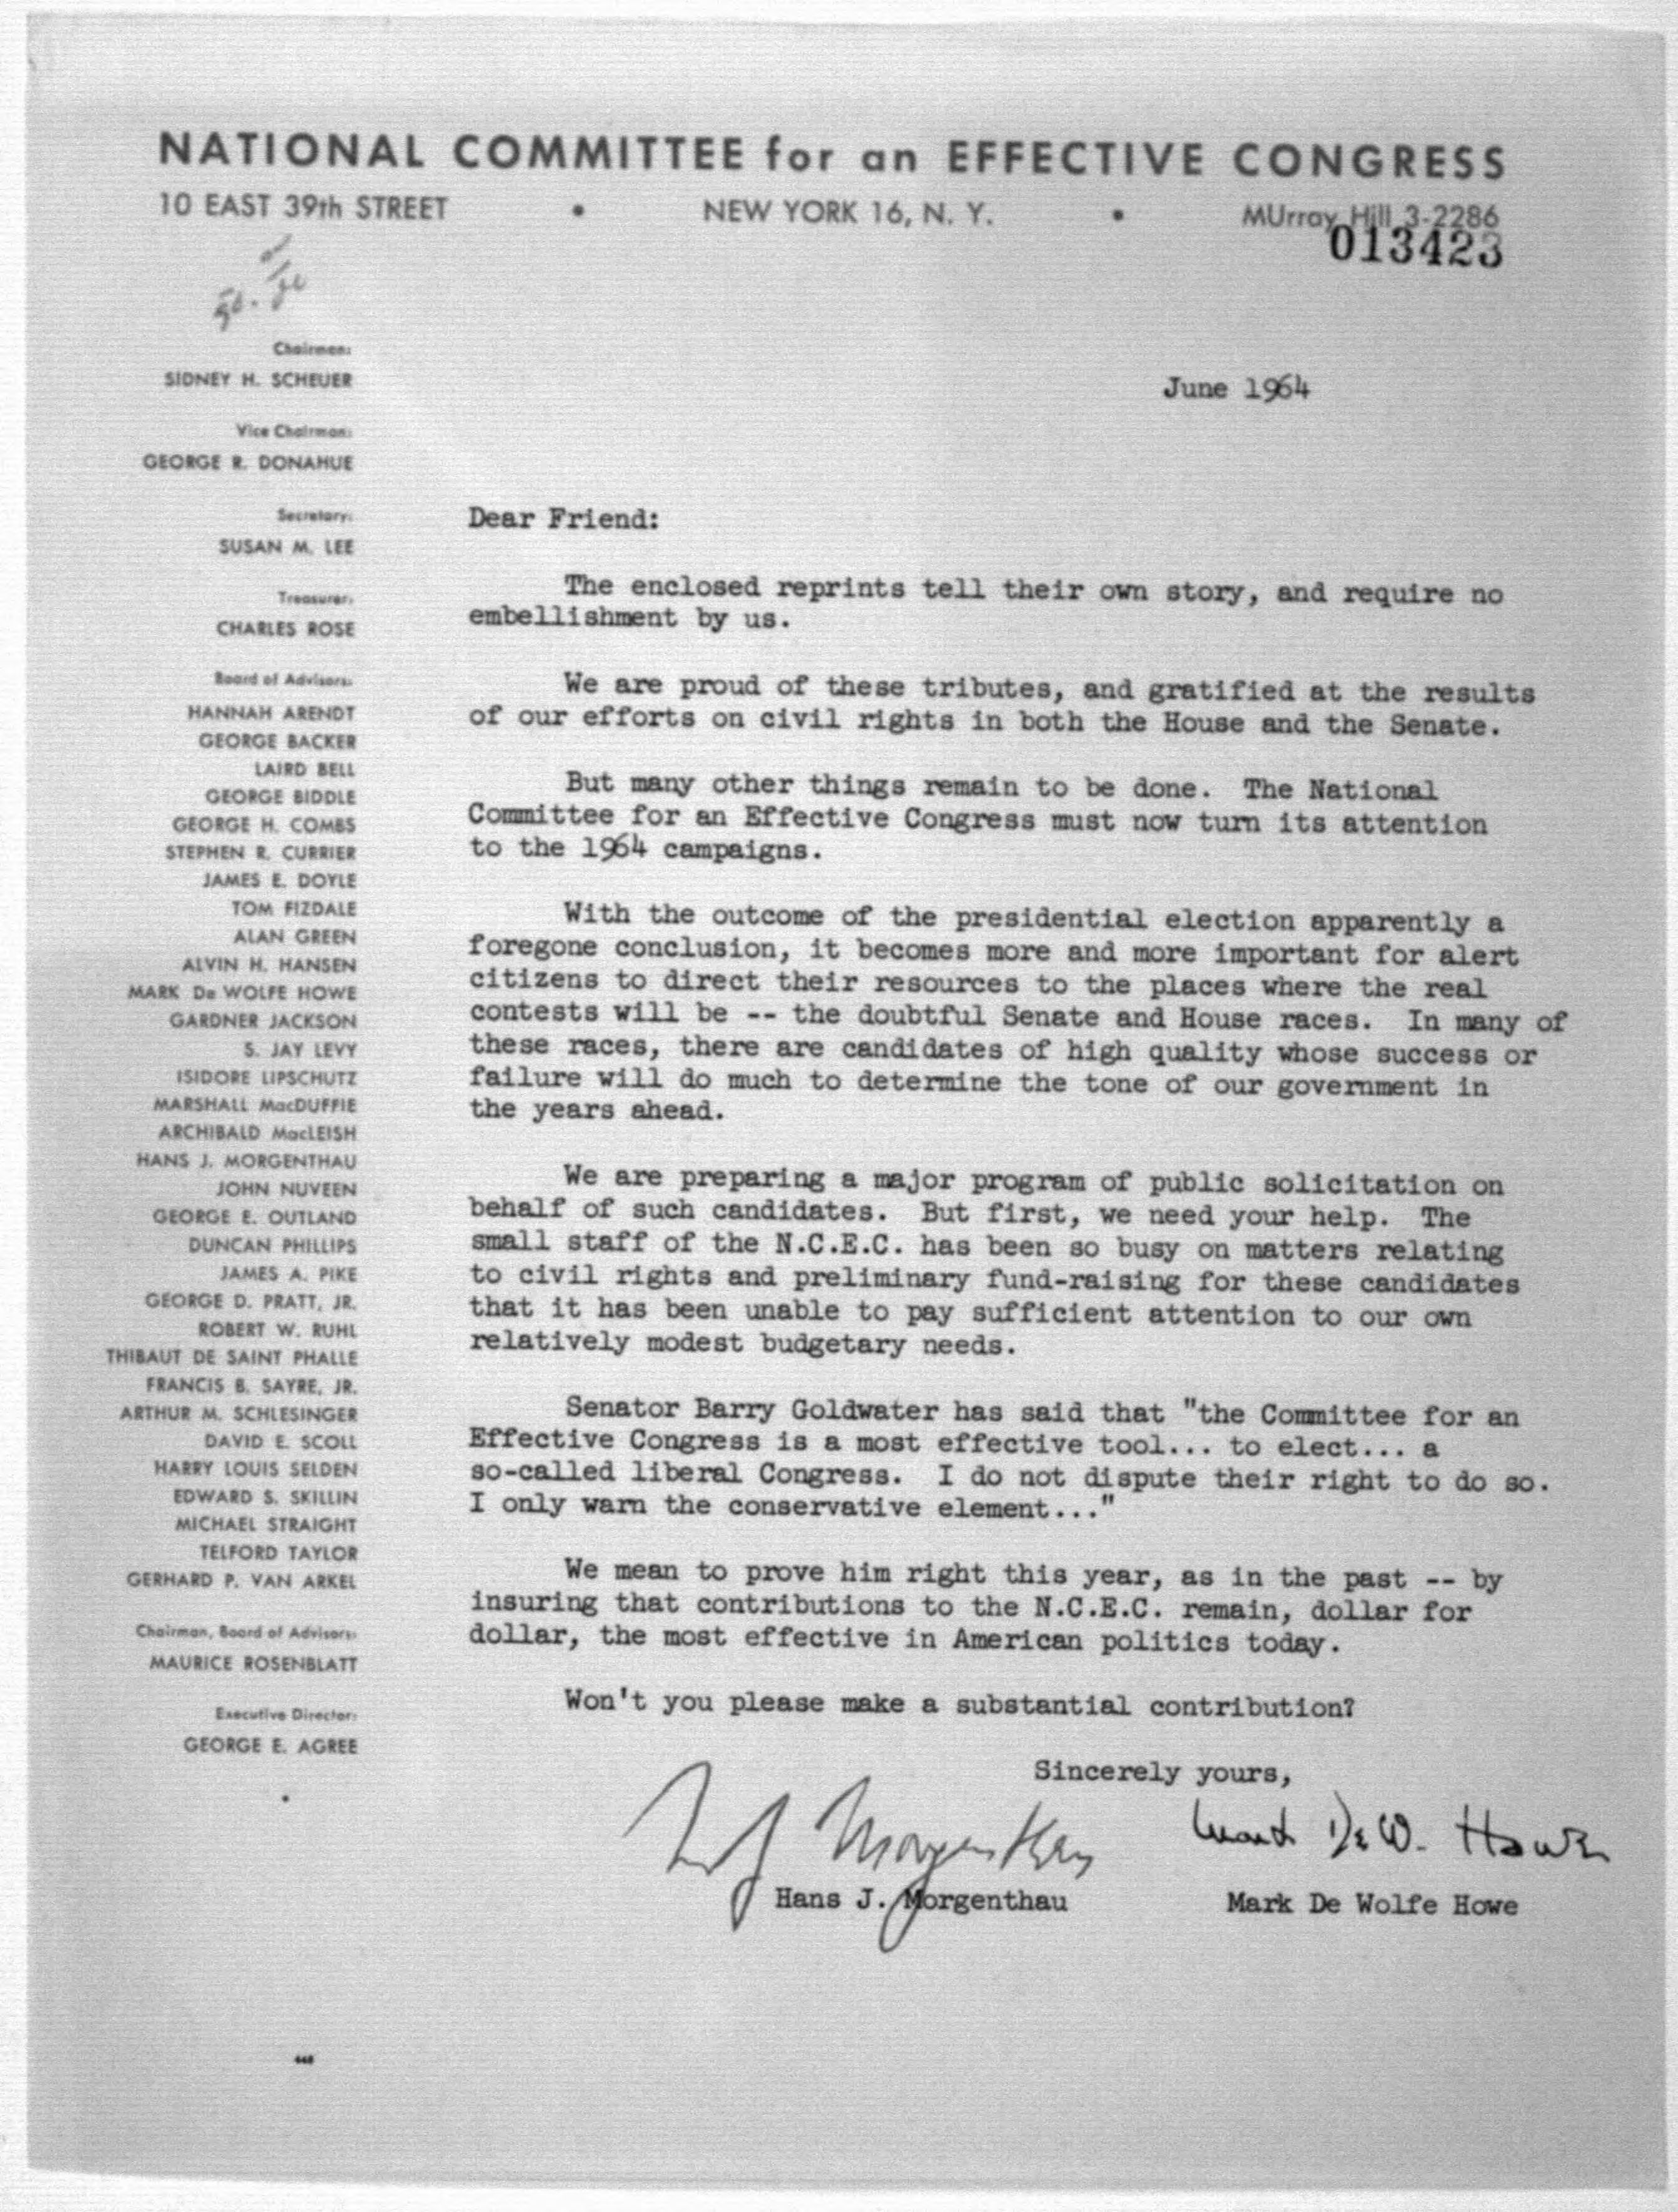 NATIONAL COMMITTEE for an EFFECTIVE CONGRESS
10 EAST 39th STREET • NEW YORK 16, N. Y. • MUrray Hill 3-2286
013423
Chairman:
SIDNEY H. SCHEUER
Vice Chairman:
GEORGE R. DONAHUE
Secretary:
SUSAN M. LEE
Treasurer:
CHARLES ROSE
Board of Advisors:
HANNAH ARENDT
GEORGE BACKER
LAIRD BELL
GEORGE BIDDLE
GEORGE H. COMBS
STEPHEN R. CURRIER
JAMES E. DOYLE
TOM FIZDALE
ALAN GREEN
ALVIN H. HANSEN
MARK De WOLFE HOWE
GARDNER JACKSON
S. JAY LEVY
ISIDORE LIPSCHUTZ
MARSHALL MacDUFFIE
ARCHIBALD MacLEISH
HANS J. MORGENTHAU
JOHN NUVEEN
GEORGE E. OUTLAND
DUNCAN PHILLIPS
JAMES A. PIKE
GEORGE D. PRATT, JR.
ROBERT W. RUHL
THIBAUT DE SAINT PHALLE
FRANCIS B. SAYRE, JR.
ARTHUR M. SCHLESINGER
DAVID E. SCOLL
HARRY LOUIS SELDEN
EDWARD S. SKILLIN
MICHAEL STRAIGHT
TELFORD TAYLOR
GERHARD P. VAN ARKEL
Chairman, Board of Advisors:
MAURICE ROSENBLATT
Executive Director:
GEORGE E. AGREE
June 1964
Dear Friend:
The enclosed reprints tell their own story, and require no
embellishment by us.
We are proud of these tributes, and gratified at the results
of our efforts on civil rights in both the House and the Senate.
But many other things remain to be done. The National
Committee for an Effective Congress must now turn its attention
to the 1964 campaigns.
With the outcome of the presidential election apparently a
foregone conclusion, it becomes more and more important for alert
citizens to direct their resources to the places where the real
contests will be -- the doubtful Senate and House races. In many of
these races, there are candidates of high quality whose success or
failure will do much to determine the tone of our government in
the years ahead.
We are preparing a major program of public solicitation on
behalf of such candidates. But first, we need your help. The
small staff of the N.C.E.C. has been so busy on matters relating
to civil rights and preliminary fund-raising for these candidates
that it has been unable to pay sufficient attention to our own
relatively modest budgetary needs.
Senator Barry Goldwater has said that "the Committee for an
Effective Congress is a most effective tool... to elect... a
so-called liberal Congress. I do not dispute their right to do so.
I only warn the conservative element..."
We mean to prove him right this year, as in the past -- by
insuring that contributions to the N.C.E.C. remain, dollar for
dollar, the most effective in American politics today.
Won't you please make a substantial contribution?
Sincerely yours,
H J Morgenthau
Mark De W. Howe
Hans J. Morgenthau
Mark De Wolfe Howe